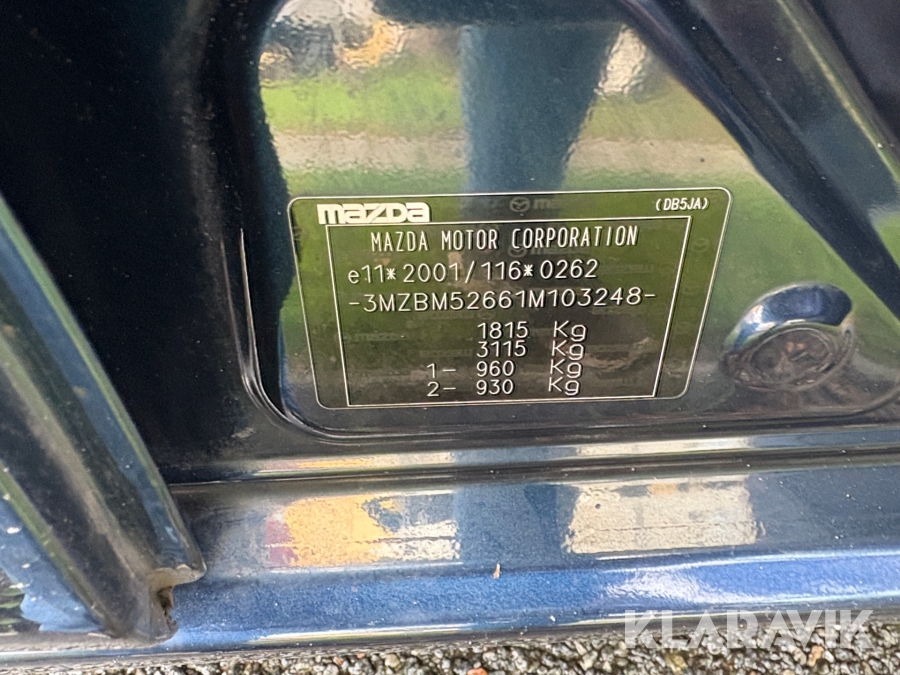 mazda
(DB5JA)
MAZDA MOTOR CORPORATION
e11*2001/116*0262
-3MZBM52661M103248-
1815 Kg
3115 Kg
1- 960 Kg
2- 930 Kg
KLARAVIK